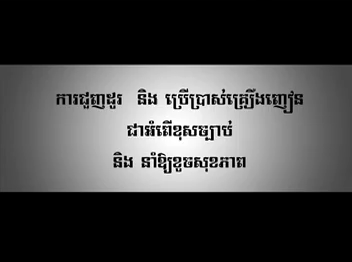 ការជួញដូរ និង ប្រើប្រាស់គ្រឿងញៀន
ជាអំពើខុសច្បាប់
និង នាំឱ្យខូចសុខភាព